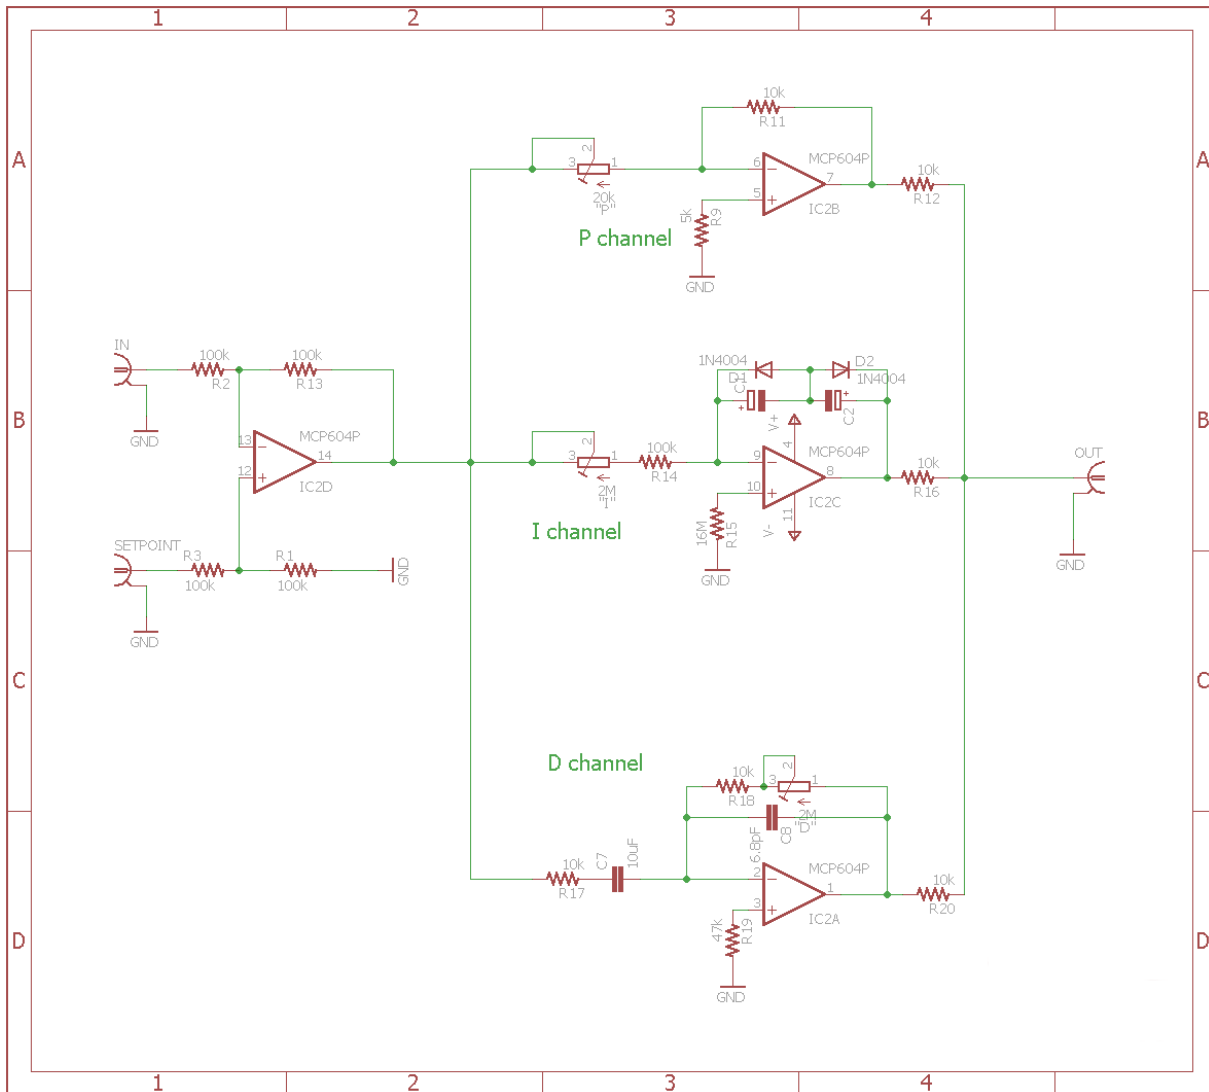 1 2 3 4
A A
10k
R11
MCP604P
6
7
5
IC2B
3 2 1
20k
"P"
5k
R9
10k
R12
P channel
GND
B B
IN
100k
R2
100k
R13
GND
13
12
MCP604P
14
IC2D
1N4004
D1
D2
1N4004
C1
C2
V+
3 2 1
2M
"I"
100k
R14
9
10
4
MCP604P
8
IC2C
11
V-
10k
R16
OUT
I channel
16M
R15
GND
GND
SETPOINT
R3
100k
R1
100k
GND
GND
C C
D channel
10k
R18
3 2 1
2M
"D"
6.8pF
C8
10k
R17
C7
10uF
2
3
MCP604P
1
IC2A
10k
R20
47k
R19
GND
D D
1 2 3 4